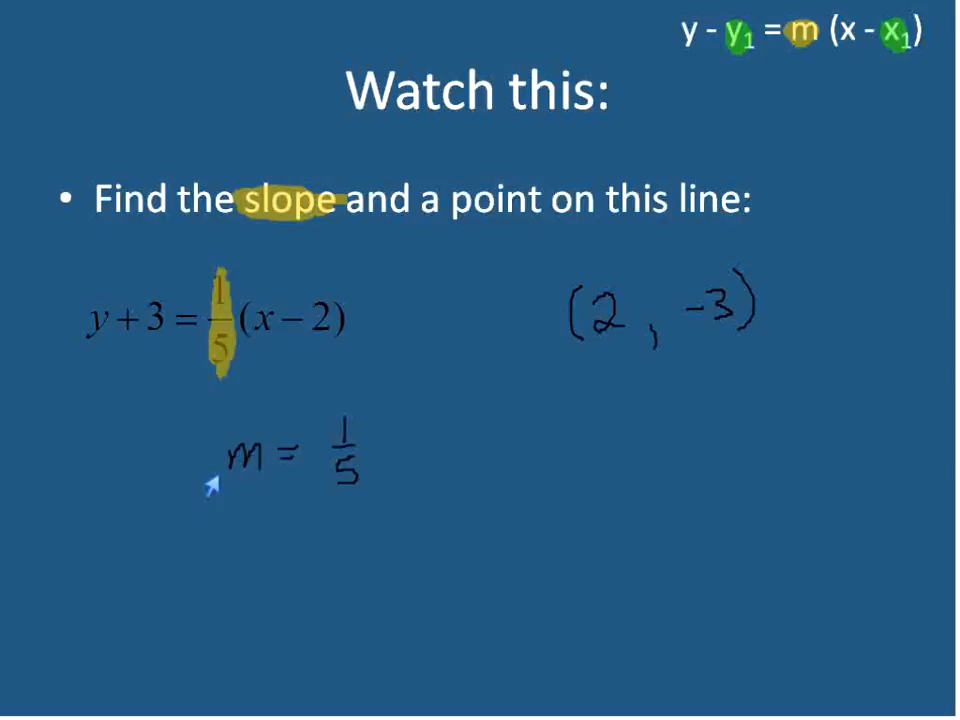 y - y₁ = m (x - x₁)
Watch this:
• Find the slope and a point on this line:
y + 3 = 1/5 (x − 2)
(2, -3)
m = 1/5